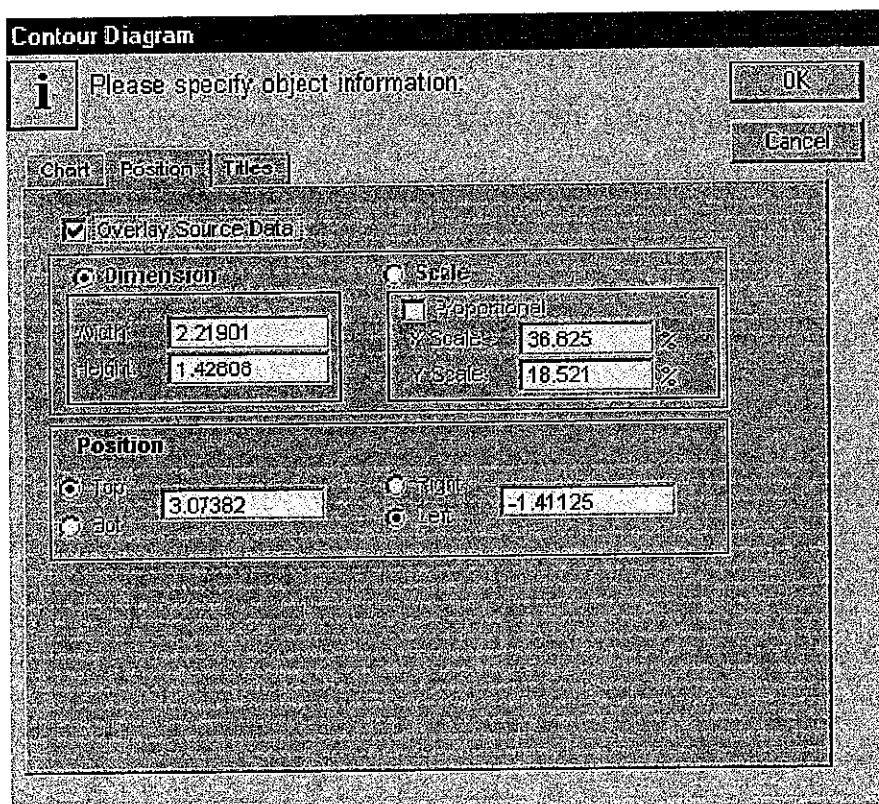 Contour Diagram
i Please specify object information: OK
Cancel
Chart Position Titles
Overlay Source Data
Dimension Scale
Proportional
Width: 2.21901 X Scale: 36.825 %
Height: 1.42808 Y Scale: 18.521 %
Position
Top Right
3.07382 -1.41125
Bot Left